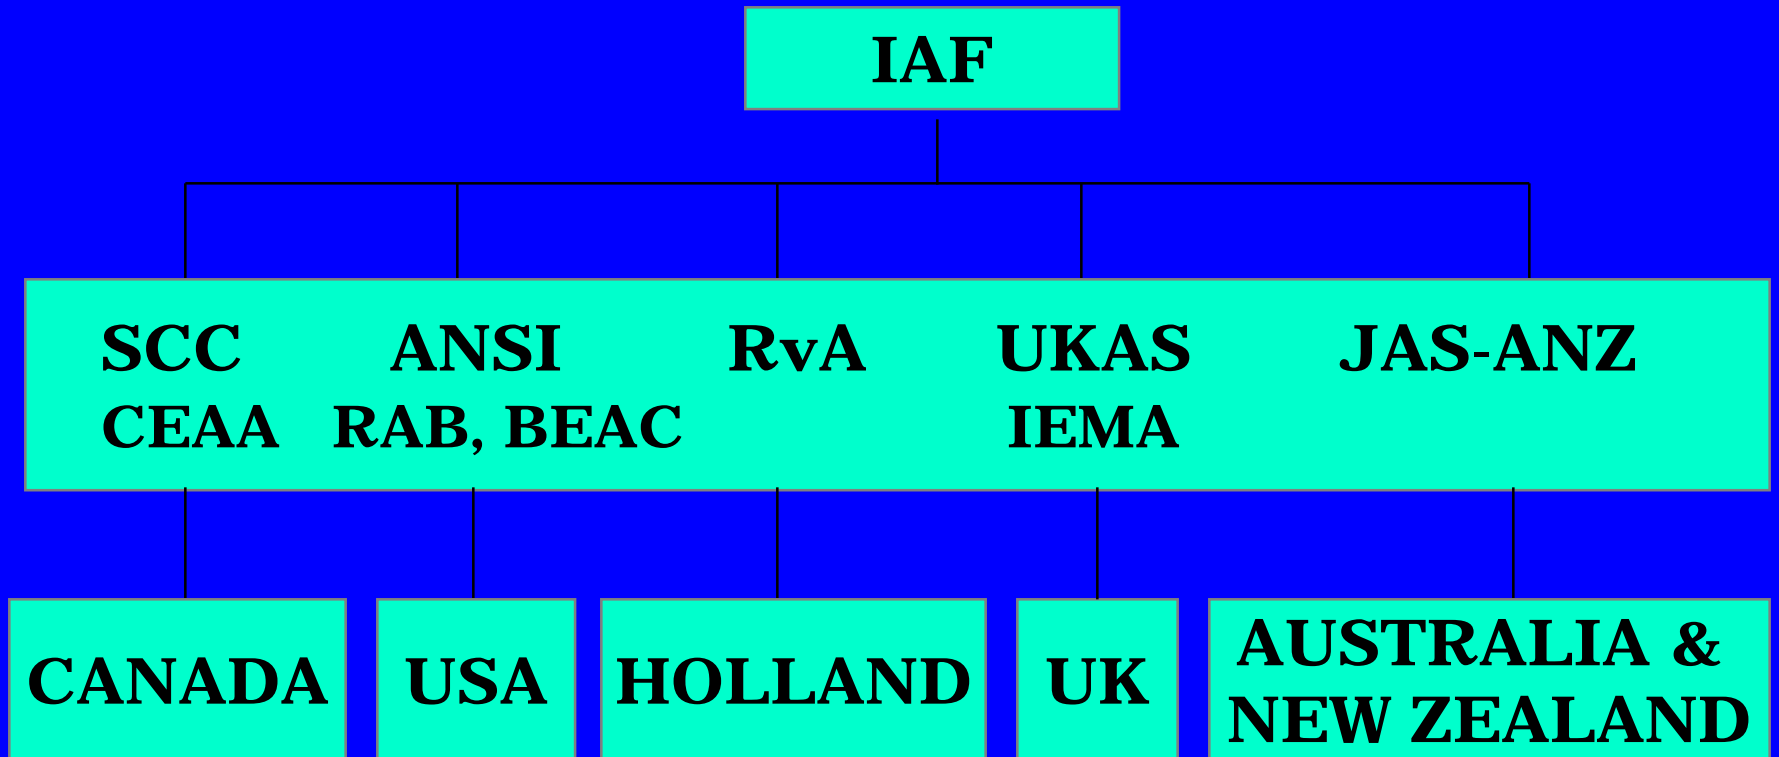 IAF
SCC ANSI RvA UKAS JAS-ANZ
CEAA RAB, BEAC IEMA
CANADA
USA
HOLLAND
UK
AUSTRALIA &
NEW ZEALAND